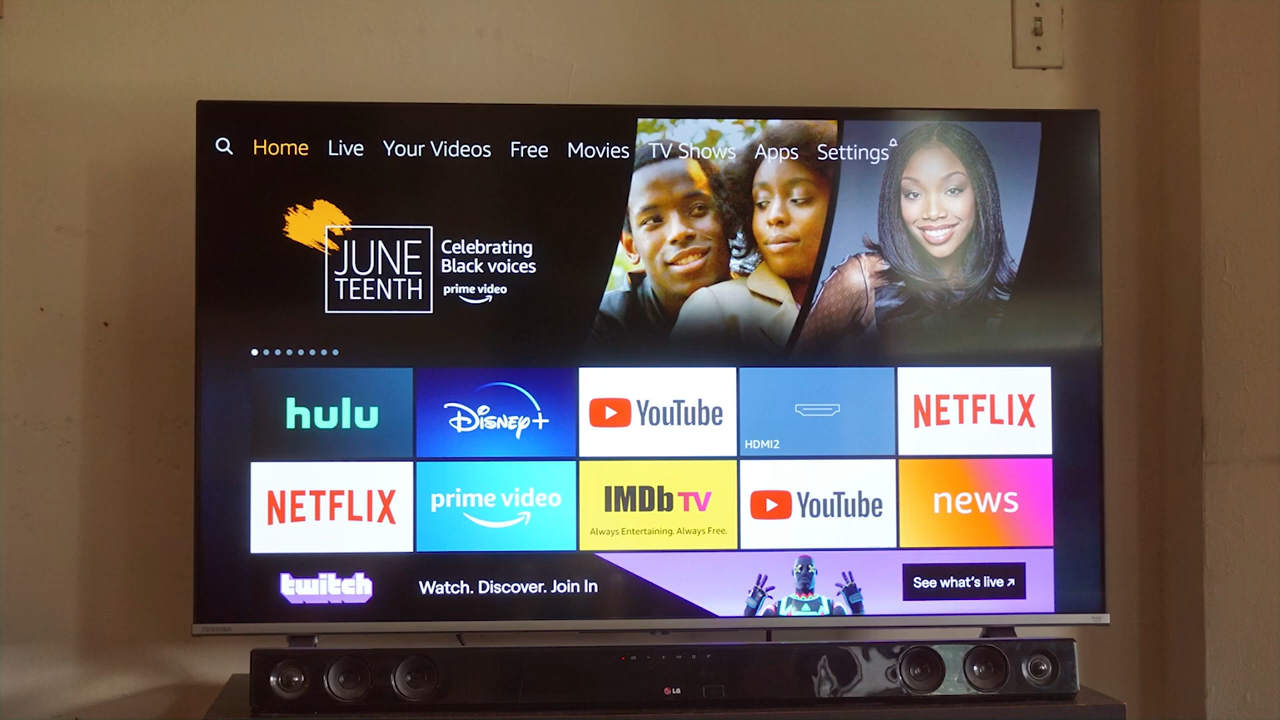 Home Live Your Videos Free Movies TV Shows Apps Settings
JUNE
TEENTH
Celebrating
Black voices
prime video
hulu
Disney+
YouTube
HDMI2
NETFLIX
NETFLIX
prime video
IMDb TV
Always Entertaining. Always Free.
YouTube
news
twitch
Watch. Discover. Join In
See what's live
TOSHIBA
LG